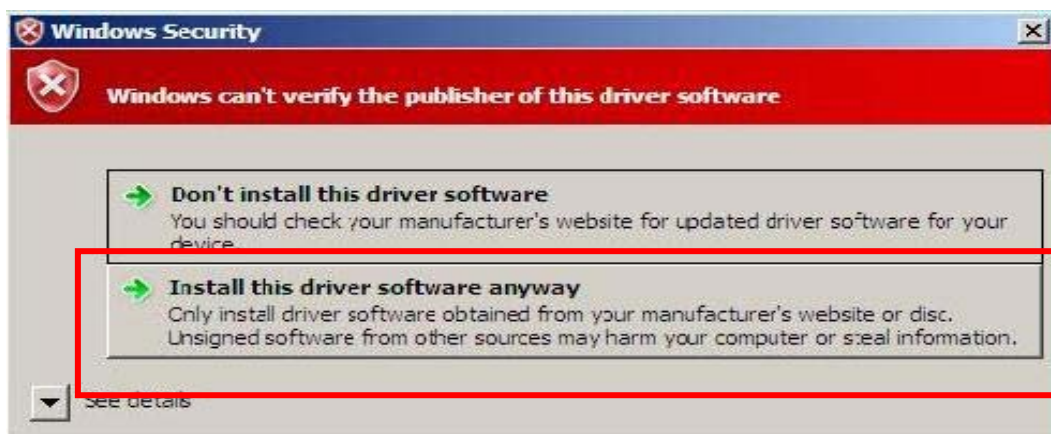 Windows Security
Windows can't verify the publisher of this driver software
Don't install this driver software
You should check your manufacturer's website for updated driver software for your
device.
Install this driver software anyway
Only install driver software obtained from your manufacturer's website or disc.
Unsigned software from other sources may harm your computer or steal information.
See details